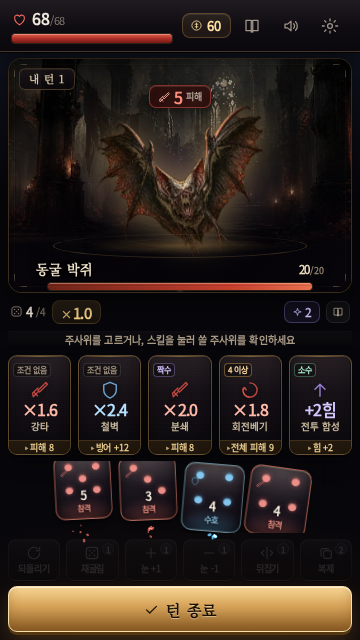 68/68
60
내 턴 1
5 피해
동굴 박쥐
20/20
4/4
×1.0
2
주사위를 고르거나, 스킬을 눌러 쓸 주사위를 확인하세요
조건 없음
×1.6
강타
피해 8
조건 없음
×2.4
철벽
방어 +12
짝수
×2.0
분쇄
피해 8
4 이상
×1.8
회전베기
전체 피해 9
소수
+2힘
전투 함성
힘 +2
5
참격
3
참격
4
수호
4
참격
되돌리기
재굴림
1
눈 +1
1
눈 -1
1
뒤집기
1
복제
2
턴 종료